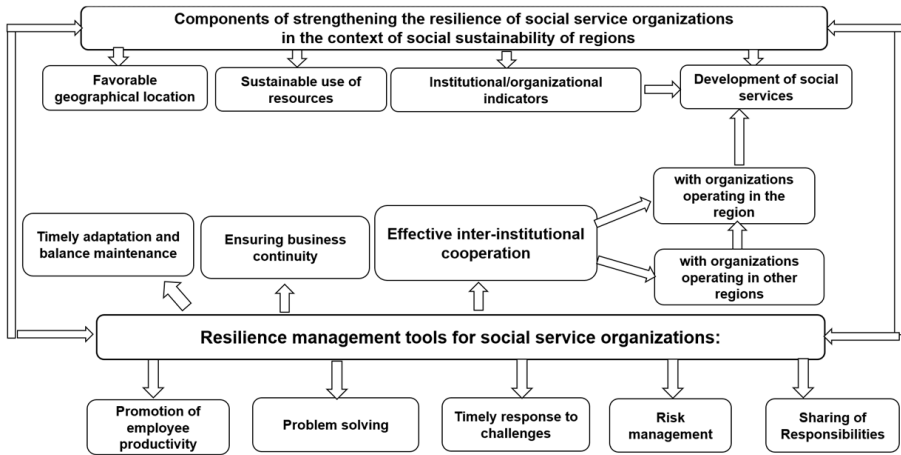 Components of strengthening the resilience of social service organizations
in the context of social sustainability of regions
Favorable
geographical location
Sustainable use of
resources
Institutional/organizational
indicators
Development of social
services
with organizations
operating in the
region
Timely adaptation and
balance maintenance
Ensuring business
continuity
Effective inter-institutional
cooperation
with organizations
operating in other
regions
Resilience management tools for social service organizations:
Promotion of
employee
productivity
Problem solving
Timely response to
challenges
Risk
management
Sharing of
Responsibilities